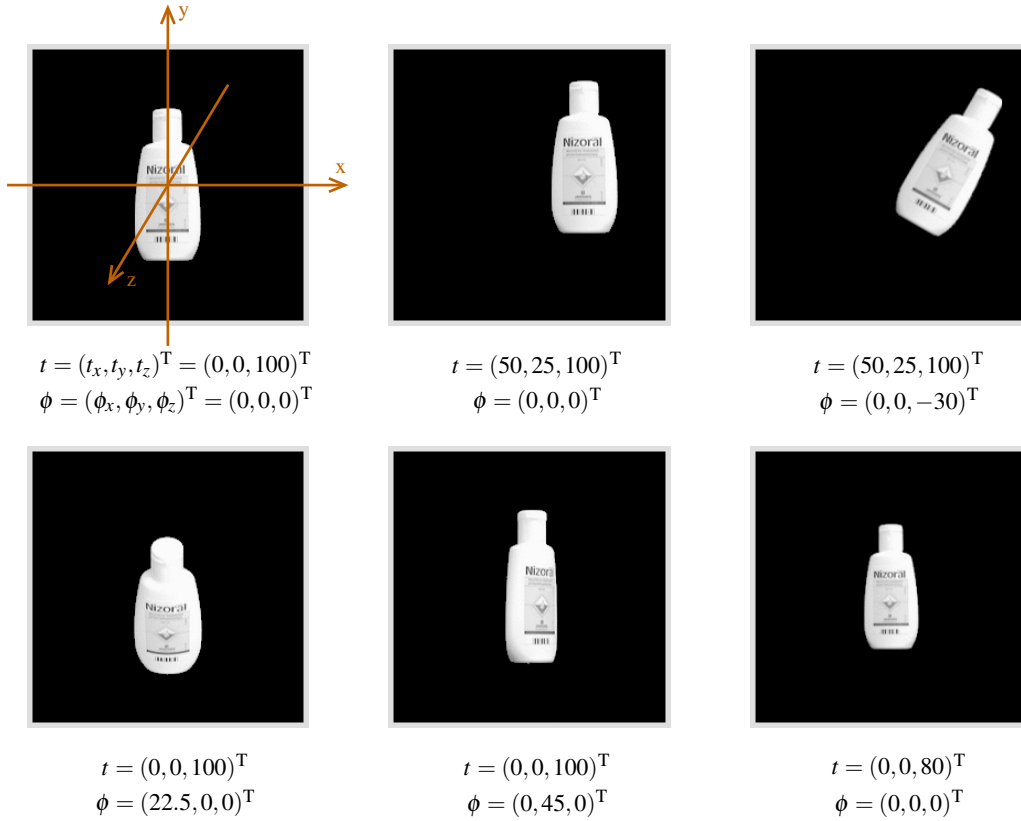 y
x
z
Nizoral
Nizoral
Nizoral
t = (t_x, t_y, t_z)^T = (0, 0, 100)^T
ϕ = (ϕ_x, ϕ_y, ϕ_z)^T = (0, 0, 0)^T
t = (50, 25, 100)^T
ϕ = (0, 0, 0)^T
t = (50, 25, 100)^T
ϕ = (0, 0, −30)^T
Nizoral
Nizoral
Nizoral
t = (0, 0, 100)^T
ϕ = (22.5, 0, 0)^T
t = (0, 0, 100)^T
ϕ = (0, 45, 0)^T
t = (0, 0, 80)^T
ϕ = (0, 0, 0)^T